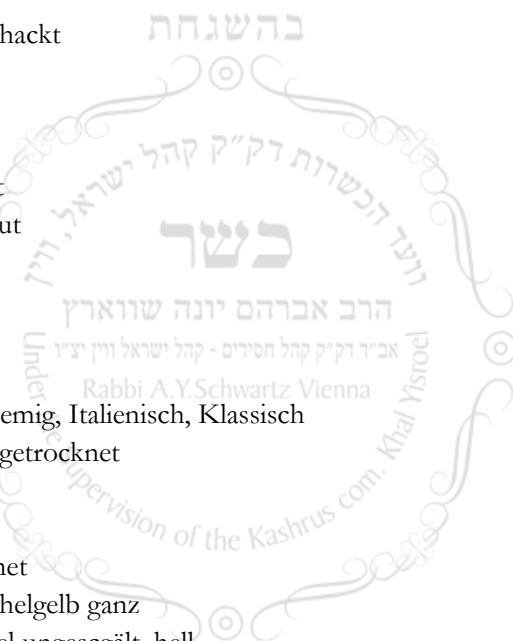 hackt
בהשגחת
t
ut
ועד הכשרות דק״ק קהל ישראל, ווין
כשר
הרב אברהם יונה שווארץ
אב״ד דק״ק קהל חסידים - קהל ישראל ווין יצ״ו
Rabbi A.Y.Schwartz Vienna
Under the Supervision of the Kashrus com. Khal Yisroel
emig, Italienisch, Klassisch
getrocknet
net
helgelb ganz